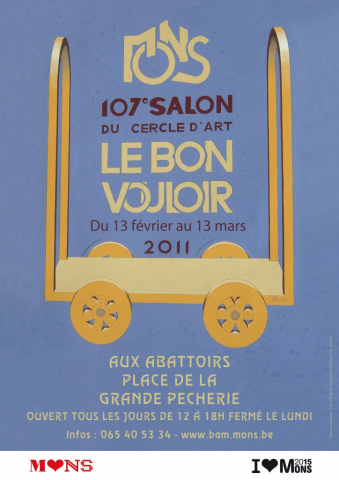 MONS
107e SALON
DU CERCLE D'ART
LE BON
VOULOIR
Du 13 février au 13 mars
2011
AUX ABATTOIRS
PLACE DE LA
GRANDE PECHERIE
OUVERT TOUS LES JOURS DE 12 À 18H FERMÉ LE LUNDI
Infos : 065 40 53 34 - www.bam.mons.be
M♥NS
I ♥ 2015 MONS